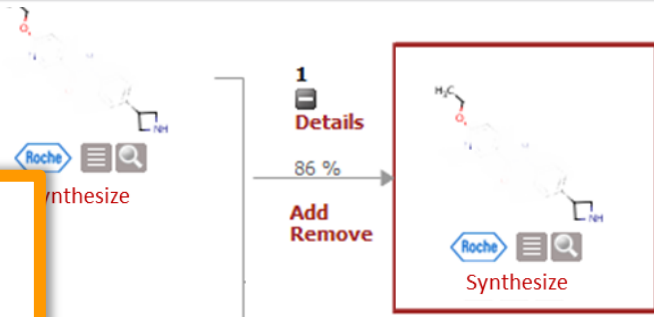 O
N
NH
Roche
ynthesize
1
Details
86 %
Add
Remove
H₃C
O
N
NH
Roche
Synthesize